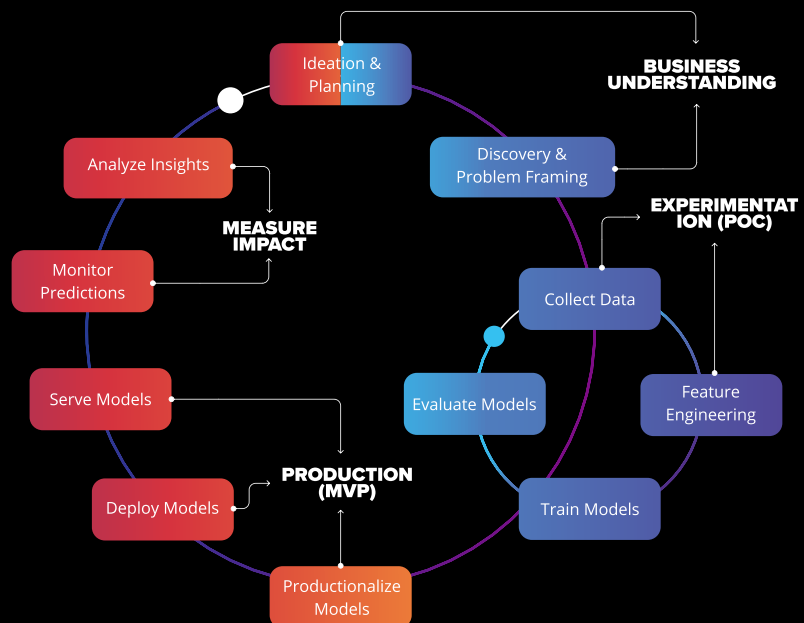 Ideation &
Planning
BUSINESS
UNDERSTANDING
Discovery &
Problem Framing
Analyze Insights
EXPERIMENTAT
ION (POC)
MEASURE
IMPACT
Monitor
Predictions
Collect Data
Serve Models
Evaluate Models
Feature
Engineering
PRODUCTION
(MVP)
Deploy Models
Train Models
Productionalize
Models